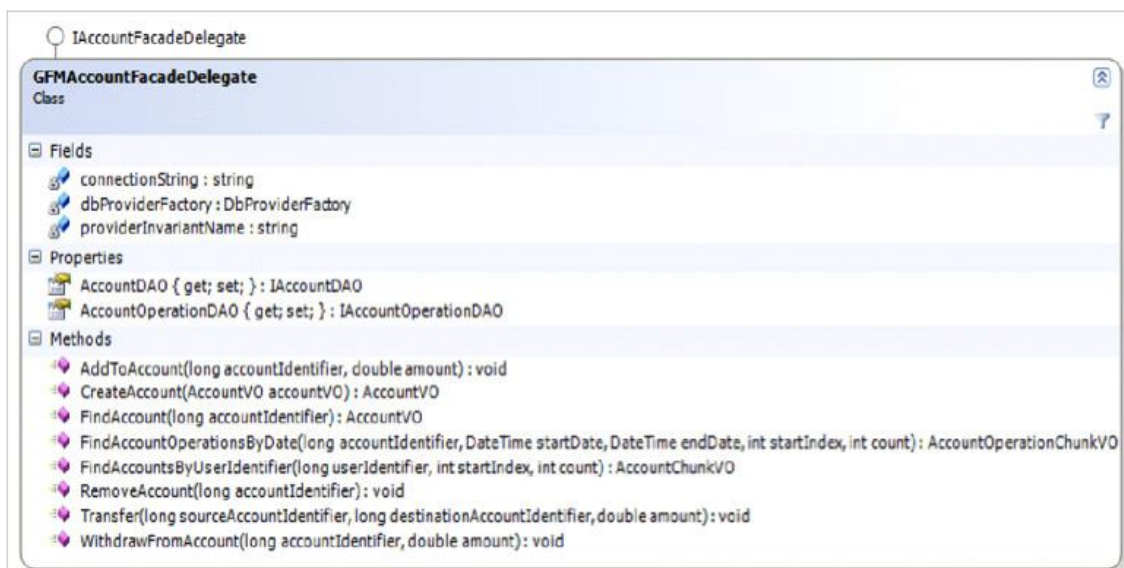 IAccountFacadeDelegate
GFMAccountFacadeDelegate
Class
Fields
connectionString : string
dbProviderFactory : DbProviderFactory
providerInvariantName : string
Properties
AccountDAO { get; set; } : IAccountDAO
AccountOperationDAO { get; set; } : IAccountOperationDAO
Methods
AddToAccount(long accountIdentifier, double amount) : void
CreateAccount(AccountVO accountVO) : AccountVO
FindAccount(long accountIdentifier) : AccountVO
FindAccountOperationsByDate(long accountIdentifier, DateTime startDate, DateTime endDate, int startIndex, int count) : AccountOperationChunkVO
FindAccountsByUserIdentifier(long userIdentifier, int startIndex, int count) : AccountChunkVO
RemoveAccount(long accountIdentifier) : void
Transfer(long sourceAccountIdentifier, long destinationAccountIdentifier, double amount) : void
WithdrawFromAccount(long accountIdentifier, double amount) : void